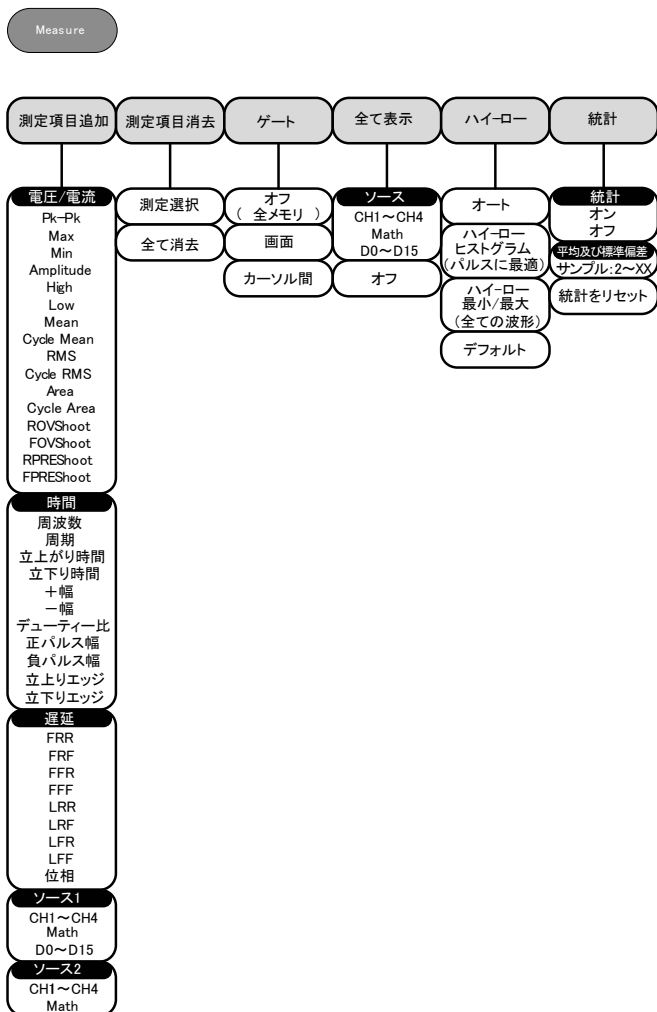 Measure
測定項目追加
測定項目消去
ゲート
全て表示
ハイーロー
統計
電圧/電流
Pk-Pk
Max
Min
Amplitude
High
Low
Mean
Cycle Mean
RMS
Cycle RMS
Area
Cycle Area
ROVShoot
FOVShoot
RPREShoot
FPREShoot
時間
周波数
周期
立上がり時間
立下り時間
＋幅
－幅
デューティー比
正パルス幅
負パルス幅
立上りエッジ
立下りエッジ
遅延
FRR
FRF
FFR
FFF
LRR
LRF
LFR
LFF
位相
ソース1
CH1～CH4
Math
D0～D15
ソース2
CH1～CH4
Math
測定選択
全て消去
オフ
( 全メモリ )
画面
カーソル間
ソース
CH1～CH4
Math
D0～D15
オフ
オート
ハイーロー
ヒストグラム
(パルスに最適)
ハイーロー
最小/最大
(全ての波形)
デフォルト
統計
オン
オフ
平均及び標準偏差
サンプル:2～XX
統計をリセット